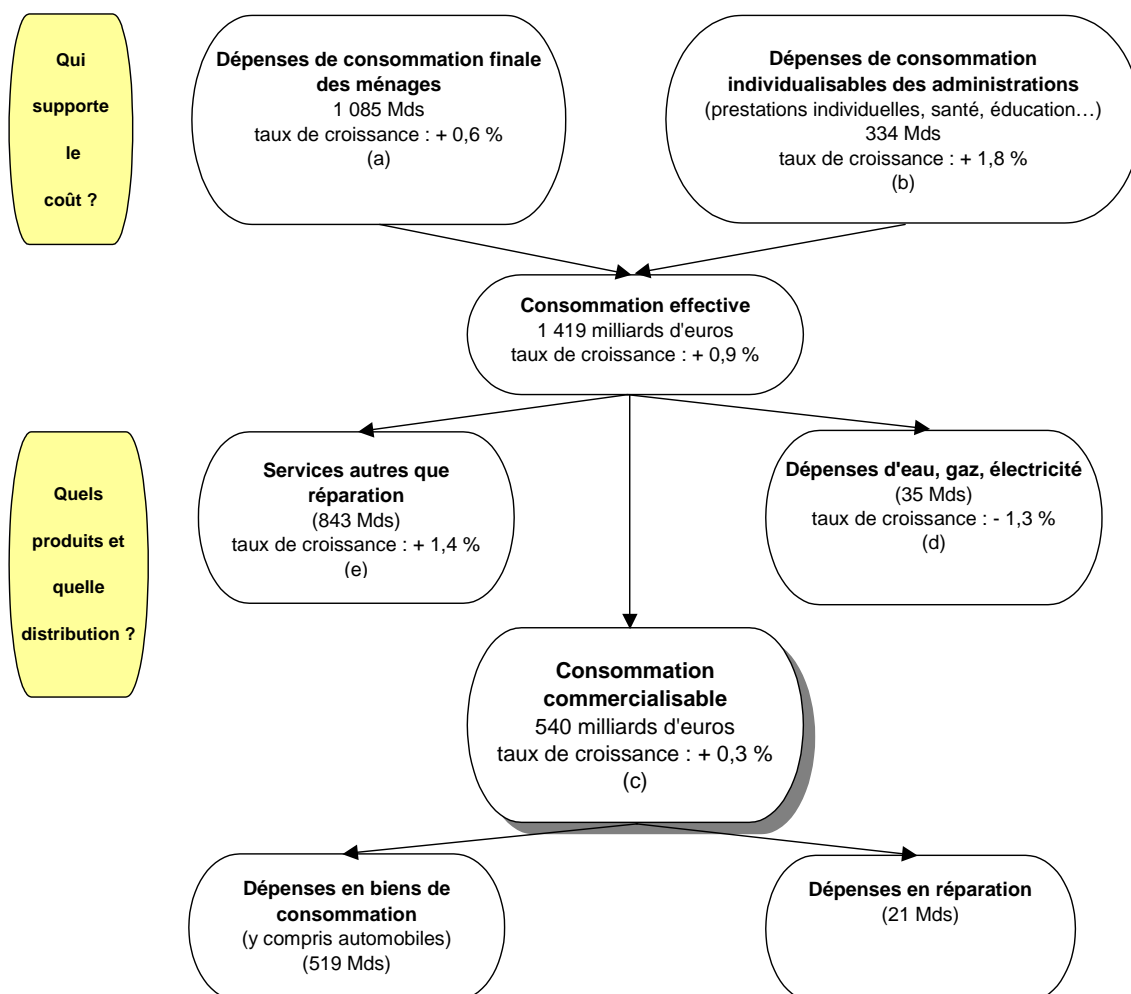 Qui
supporte
le
coût ?
Dépenses de consommation finale
des ménages
1 085 Mds
taux de croissance : + 0,6 %
(a)
Dépenses de consommation
individualisables des administrations
(prestations individuelles, santé, éducation…)
334 Mds
taux de croissance : + 1,8 %
(b)
Consommation effective
1 419 milliards d'euros
taux de croissance : + 0,9 %
Quels
produits et
quelle
distribution ?
Services autres que
réparation
(843 Mds)
taux de croissance : + 1,4 %
(e)
Dépenses d'eau, gaz, électricité
(35 Mds)
taux de croissance : - 1,3 %
(d)
Consommation
commercialisable
540 milliards d'euros
taux de croissance : + 0,3 %
(c)
Dépenses en biens de
consommation
(y compris automobiles)
(519 Mds)
Dépenses en réparation
(21 Mds)